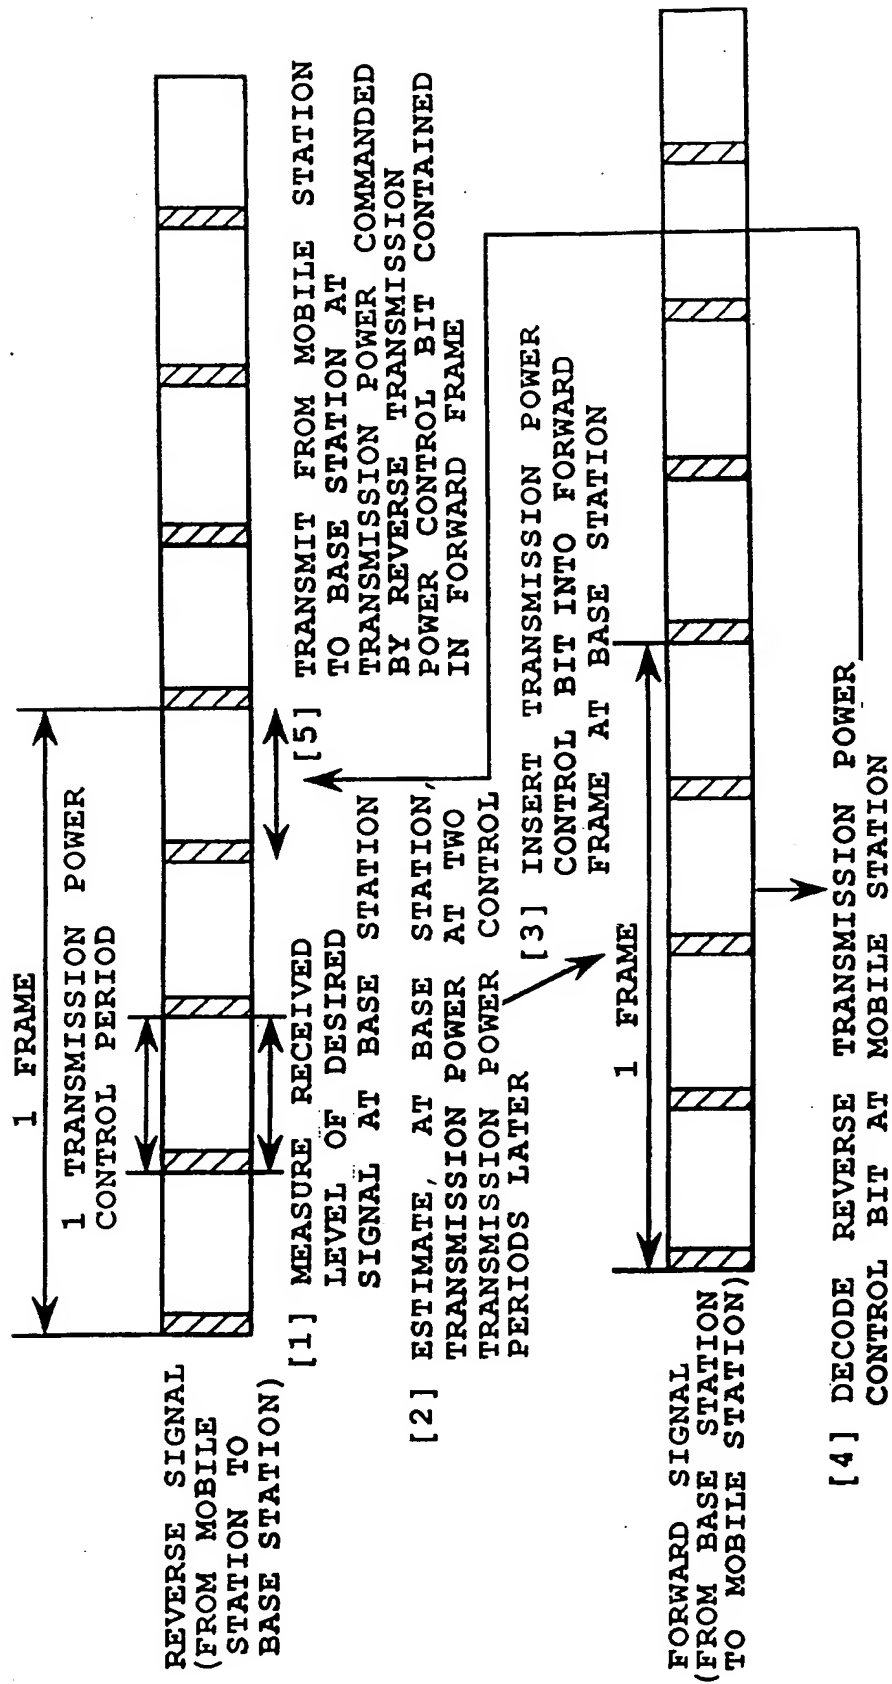 1 FRAME
1 TRANSMISSION POWER
CONTROL PERIOD
REVERSE SIGNAL
(FROM MOBILE
STATION TO
BASE STATION)
[1] MEASURE RECEIVED
LEVEL OF DESIRED
SIGNAL AT BASE STATION
[2] ESTIMATE, AT BASE STATION,
TRANSMISSION POWER AT TWO
TRANSMISSION POWER CONTROL
PERIODS LATER
[5] TRANSMIT FROM MOBILE STATION
TO BASE STATION AT
TRANSMISSION POWER COMMANDED
BY REVERSE TRANSMISSION
POWER CONTROL BIT CONTAINED
IN FORWARD FRAME
[3] INSERT TRANSMISSION POWER
CONTROL BIT INTO FORWARD
FRAME AT BASE STATION
1 FRAME
FORWARD SIGNAL
(FROM BASE STATION
TO MOBILE STATION)
[4] DECODE REVERSE TRANSMISSION POWER
CONTROL BIT AT MOBILE STATION